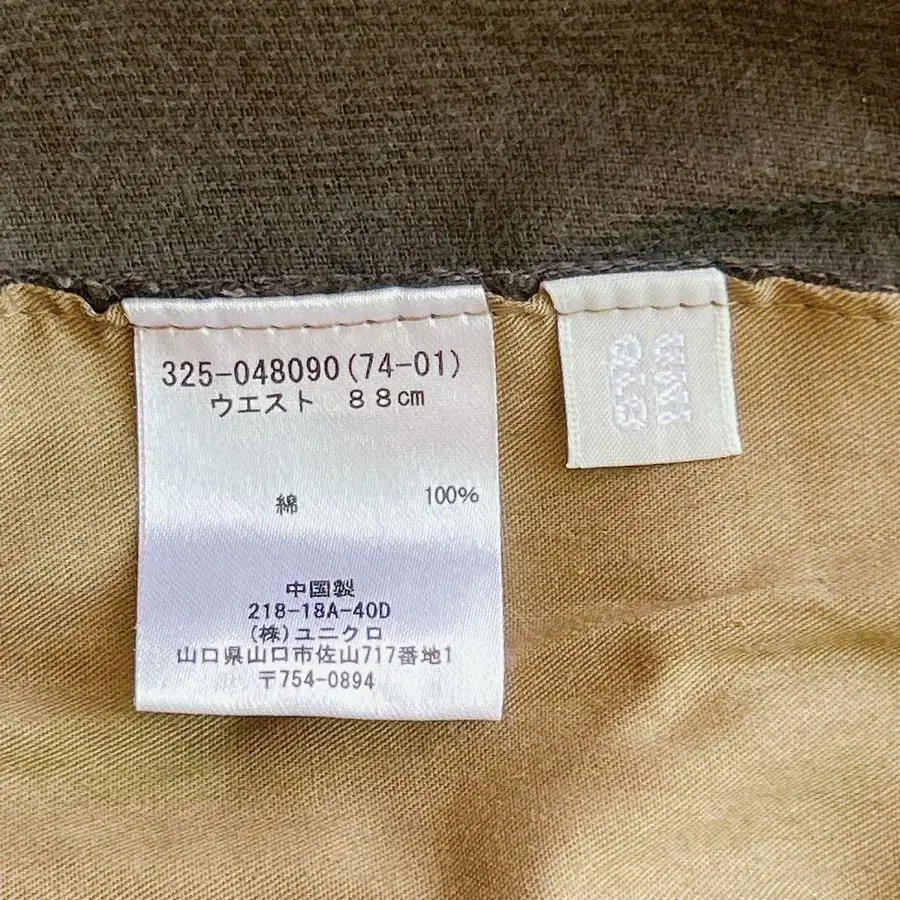 325-048090(74-01)
ウエスト 88cm
綿 100%
中国製
218-18A-40D
(株)ユニクロ
山口県山口市佐山717番地1
〒754-0894